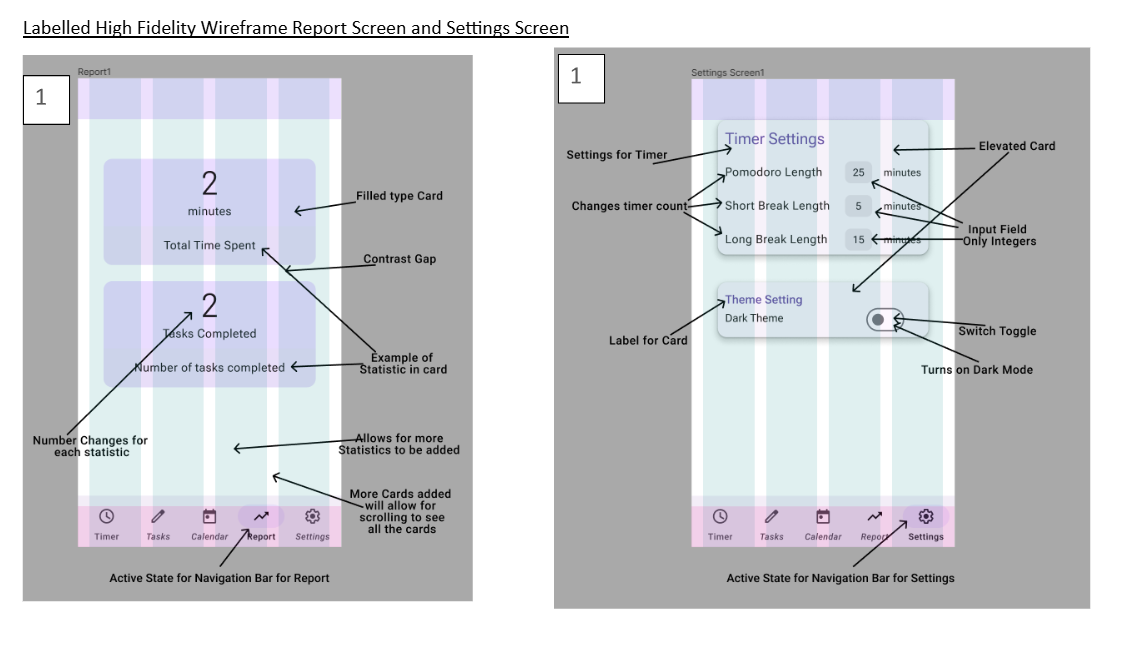 Labelled High Fidelity Wireframe Report Screen and Settings Screen
1
Report1
2
minutes
Total Time Spent
2
Tasks Completed
Number of tasks completed
Filled type Card
Contrast Gap
Example of
Statistic in card
Number Changes for
each statistic
Allows for more
Statistics to be added
More Cards added
will allow for
scrolling to see
all the cards
Timer
Tasks
Calendar
Report
Settings
Active State for Navigation Bar for Report
1
Settings Screen1
Timer Settings
Pomodoro Length
25
minutes
Short Break Length
5
minutes
Long Break Length
15
minutes
Theme Setting
Dark Theme
Settings for Timer
Changes timer count
Label for Card
Elevated Card
Input Field
Only Integers
Switch Toggle
Turns on Dark Mode
Timer
Tasks
Calendar
Report
Settings
Active State for Navigation Bar for Settings